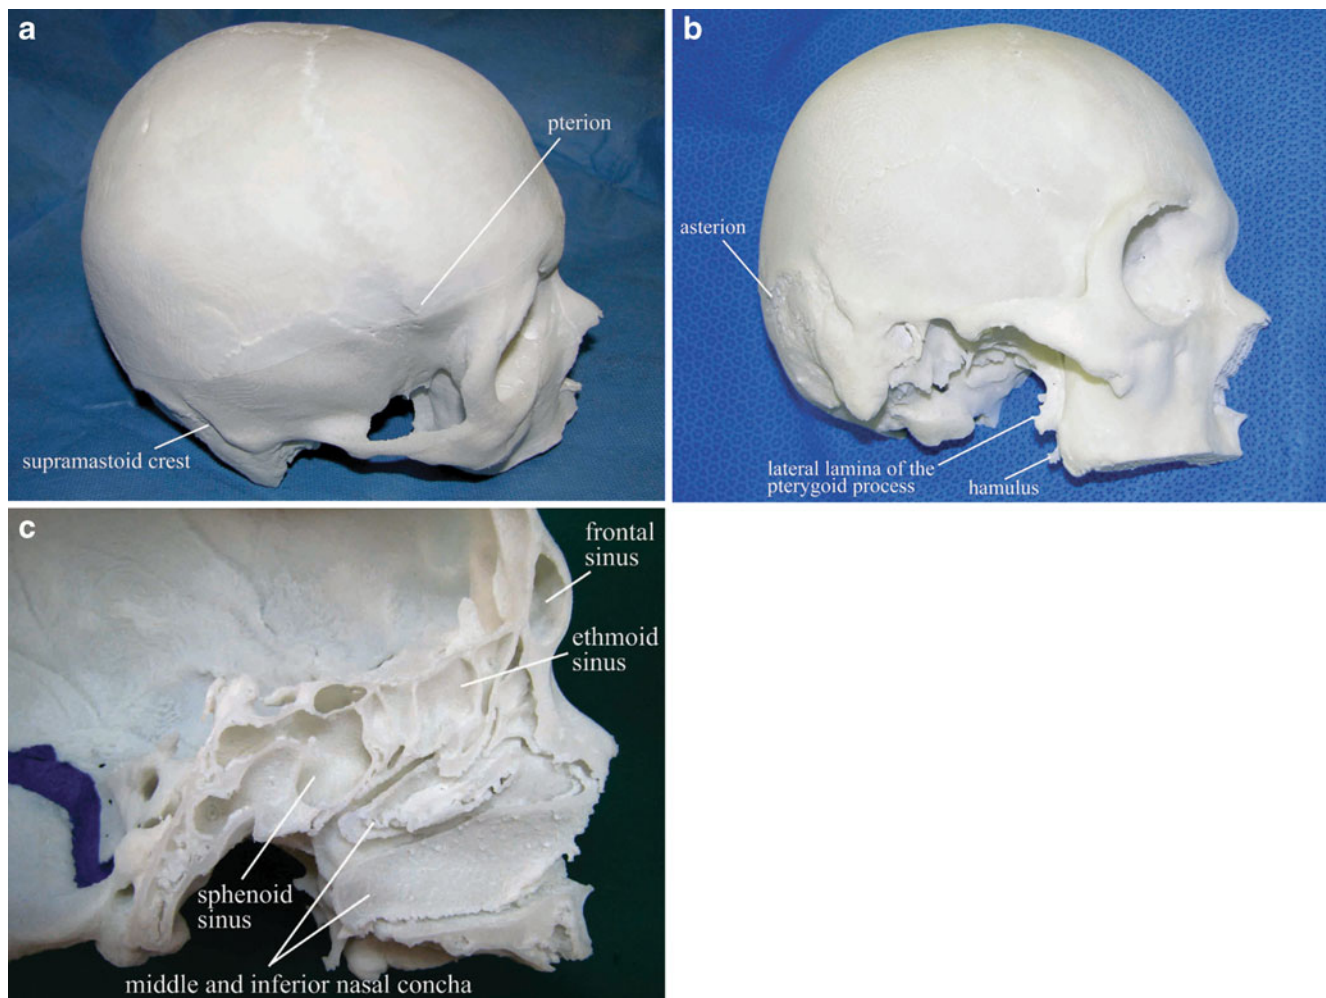 a
pterion
supramastoid crest
b
asterion
lateral lamina of the
pterygoid process
hamulus
c
frontal
sinus
ethmoid
sinus
sphenoid
sinus
middle and inferior nasal concha